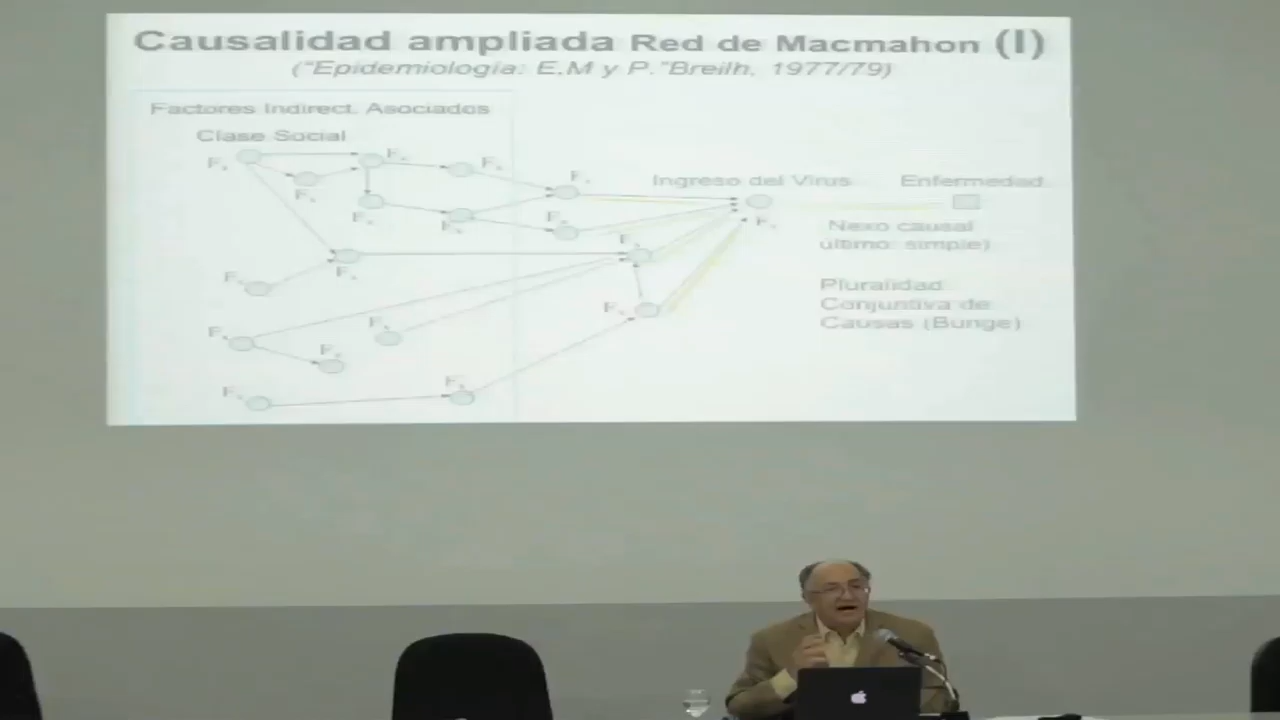 Causalidad ampliada Red de Macmahon (I)
("Epidemiología: E,M y P."Breilh, 1977/79)
Factores Indirect. Asociados
Clase Social
Ingreso del Virus
Enfermedad
Nexo causal
último: simple)
Pluralidad
Conjuntiva de
Causas (Bunge)